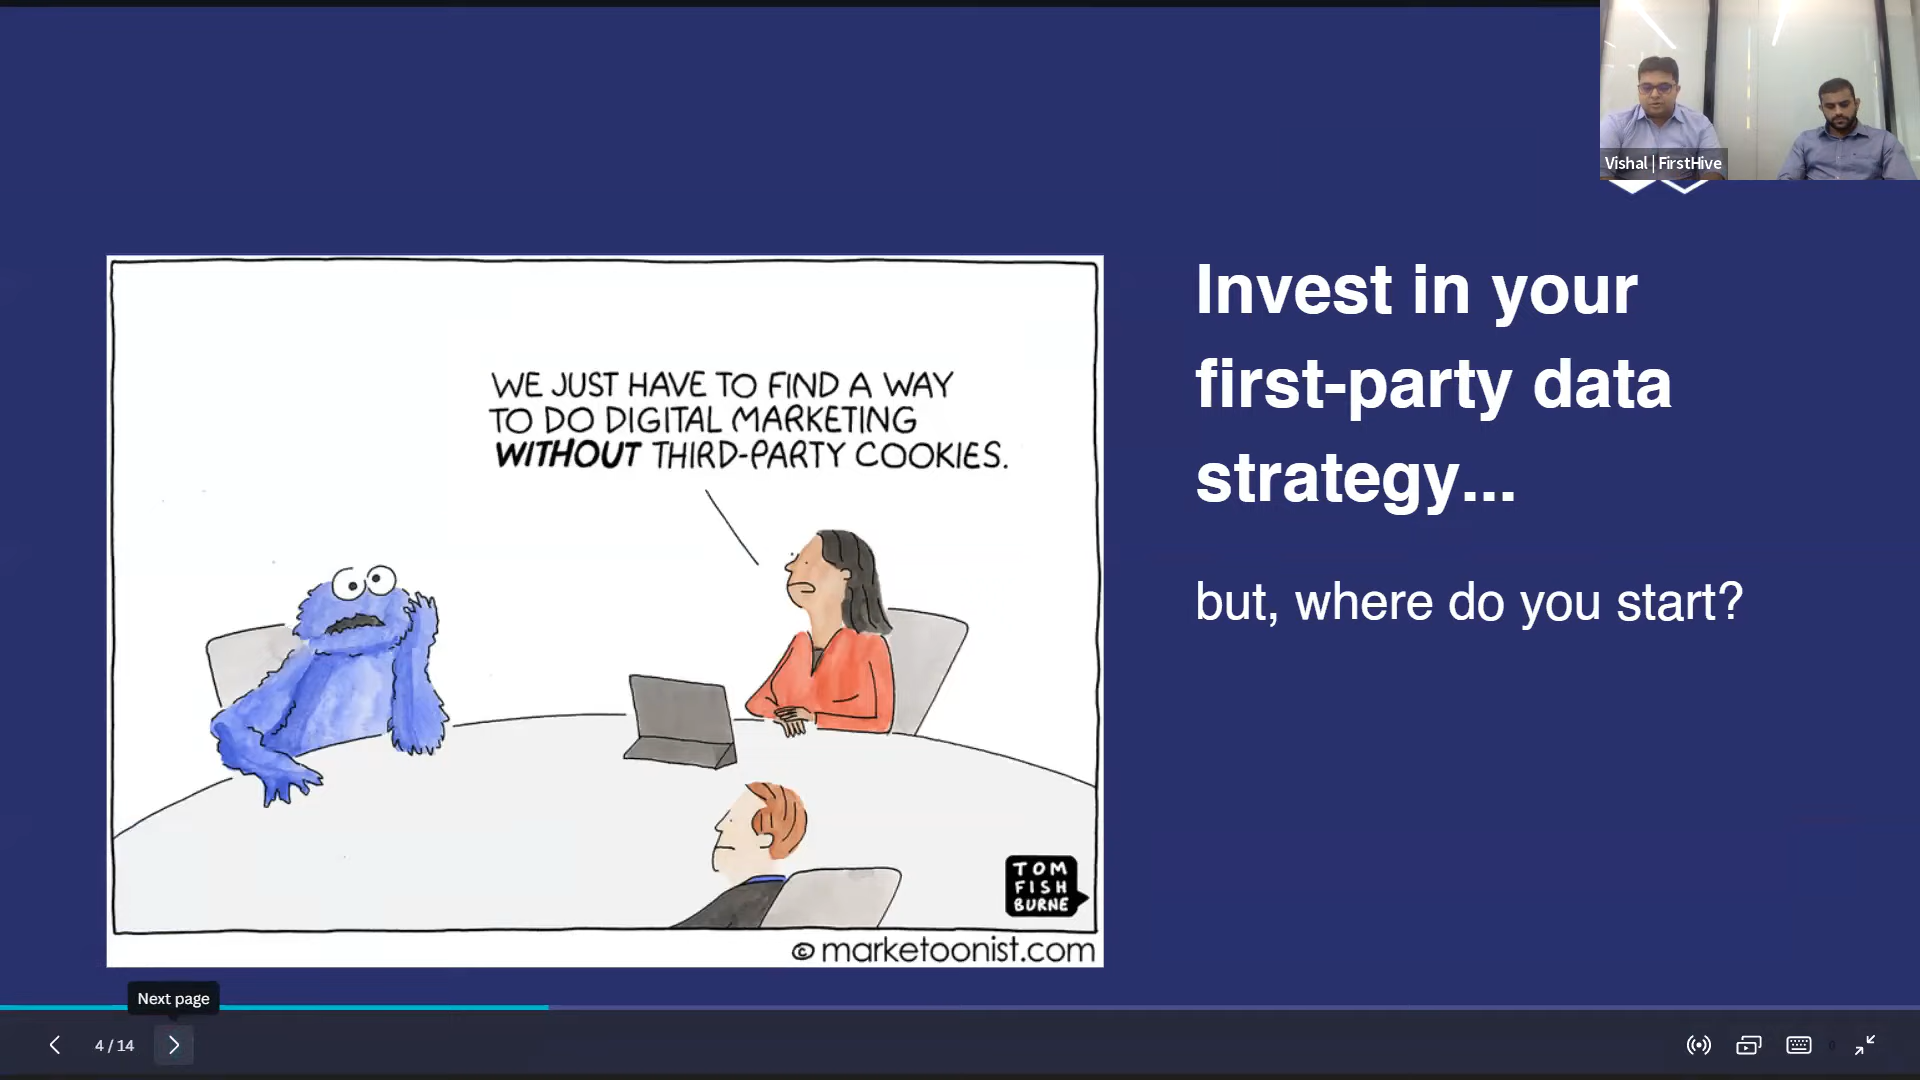 Vishal | FirstHive
WE JUST HAVE TO FIND A WAY
TO DO DIGITAL MARKETING
WITHOUT THIRD-PARTY COOKIES.
TOM
FISH
BURNE
© marketoonist.com
Invest in your
first-party data
strategy...
but, where do you start?
Next page
4 / 14